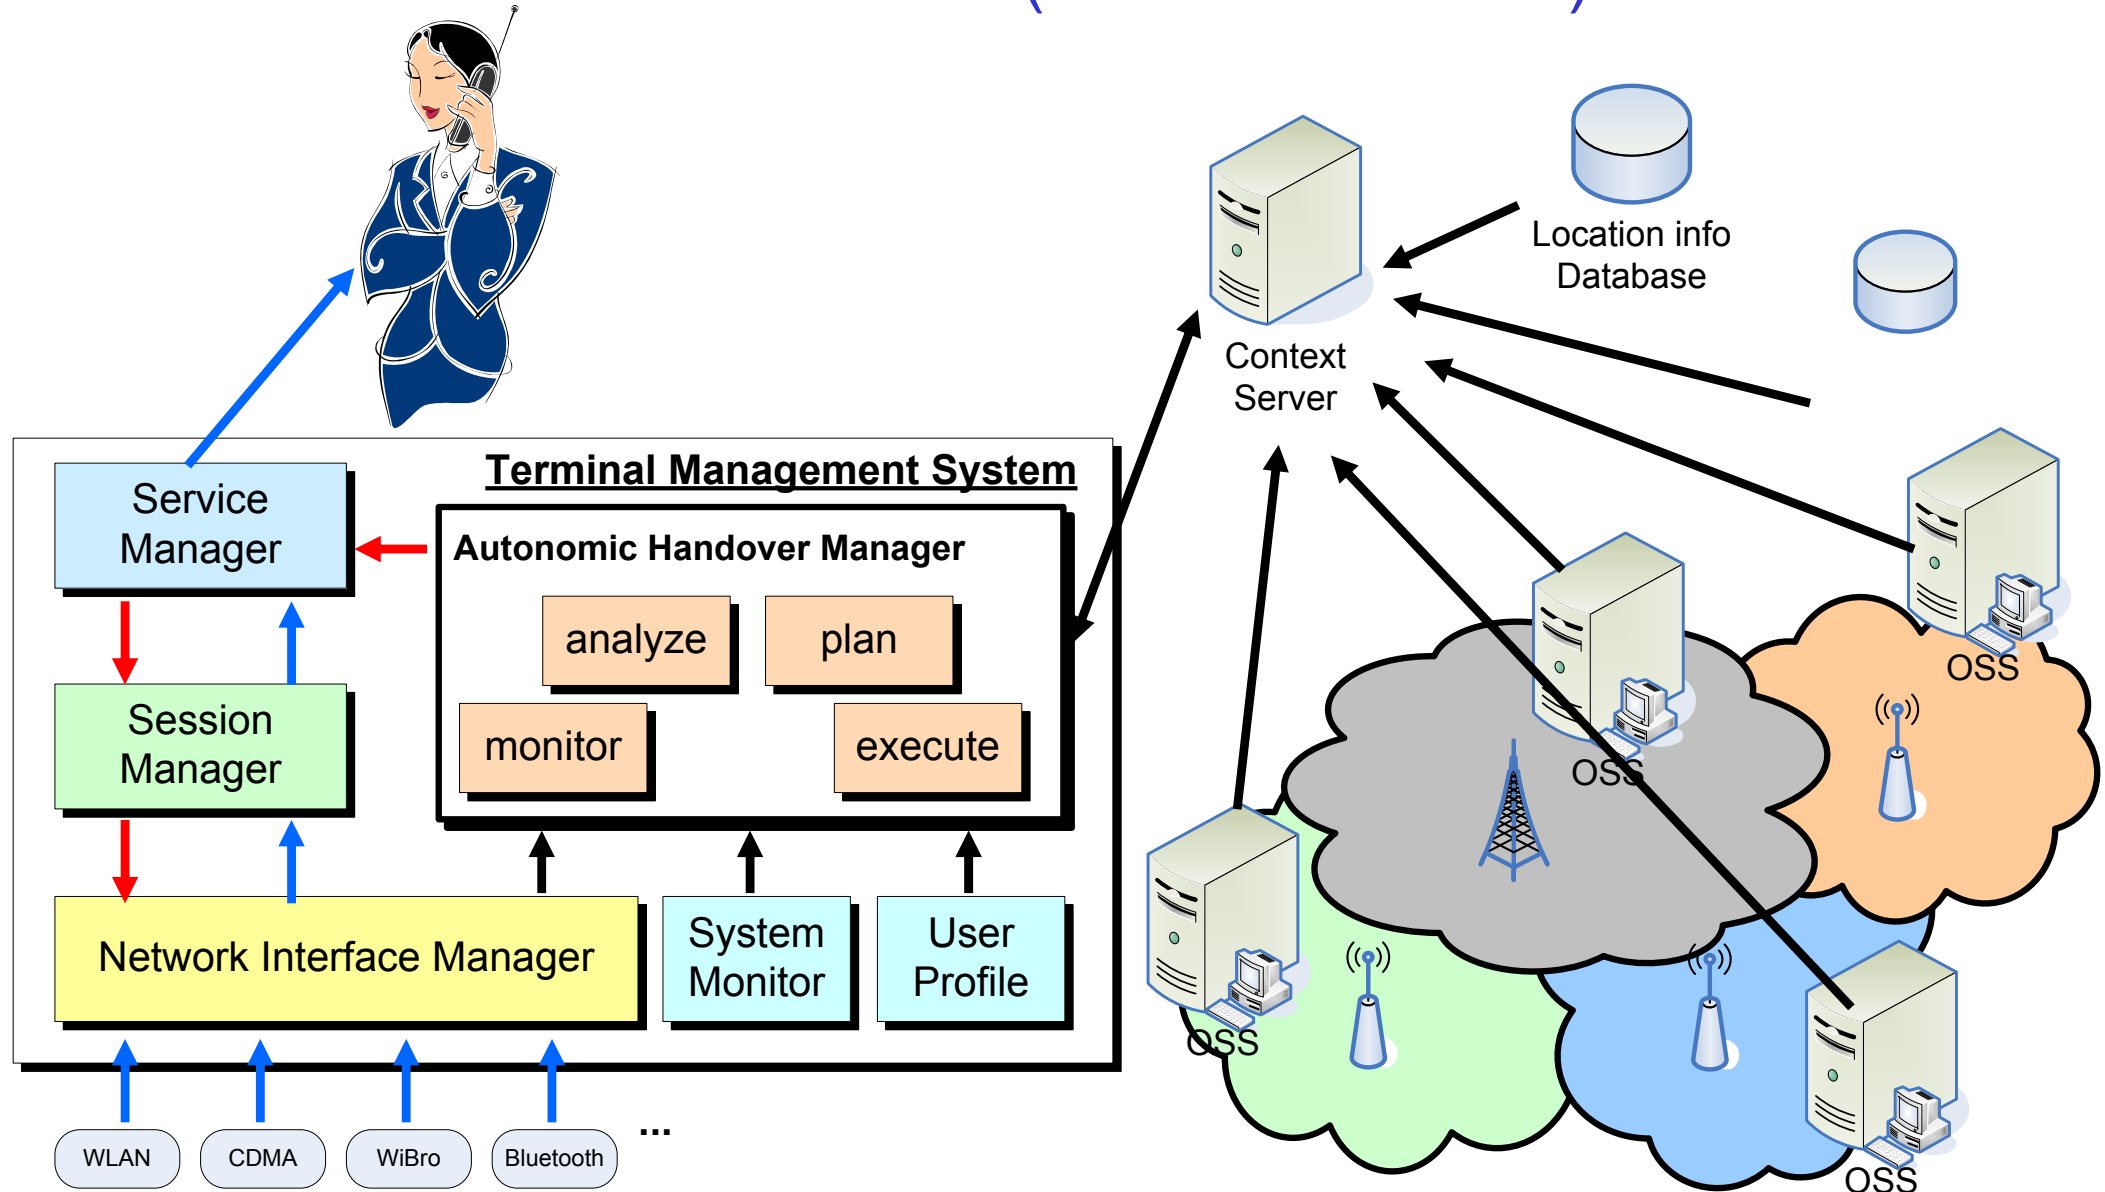 Location info
Database
Context
Server
Terminal Management System
Service
Manager
Autonomic Handover Manager
analyze
plan
monitor
execute
Session
Manager
Network Interface Manager
System
Monitor
User
Profile
WLAN
CDMA
WiBro
Bluetooth
...
OSS
OSS
OSS
OSS